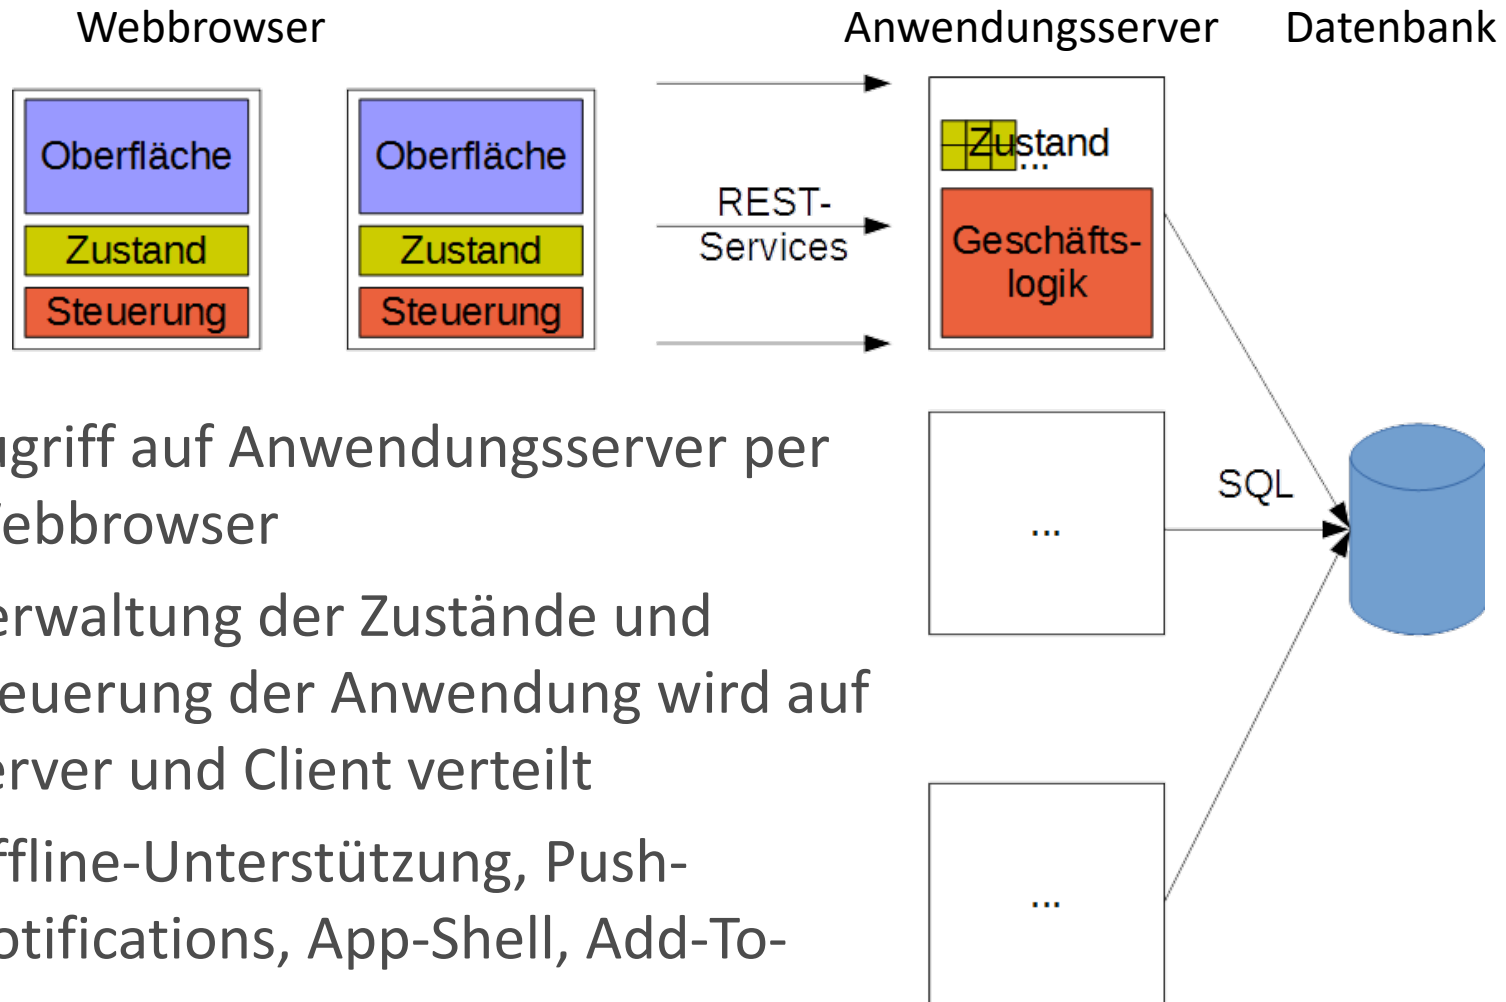 Webbrowser
Anwendungsserver
Datenbank
Oberfläche
Zustand
Steuerung
Oberfläche
Zustand
Steuerung
REST-
Services
Zustand
...
Geschäfts-
logik
ugriff auf Anwendungsserver per
ebbrowser
erwaltung der Zustände und
euerung der Anwendung wird auf
erver und Client verteilt
ffline-Unterstützung, Push-
otifications, App-Shell, Add-To-
...
SQL
...